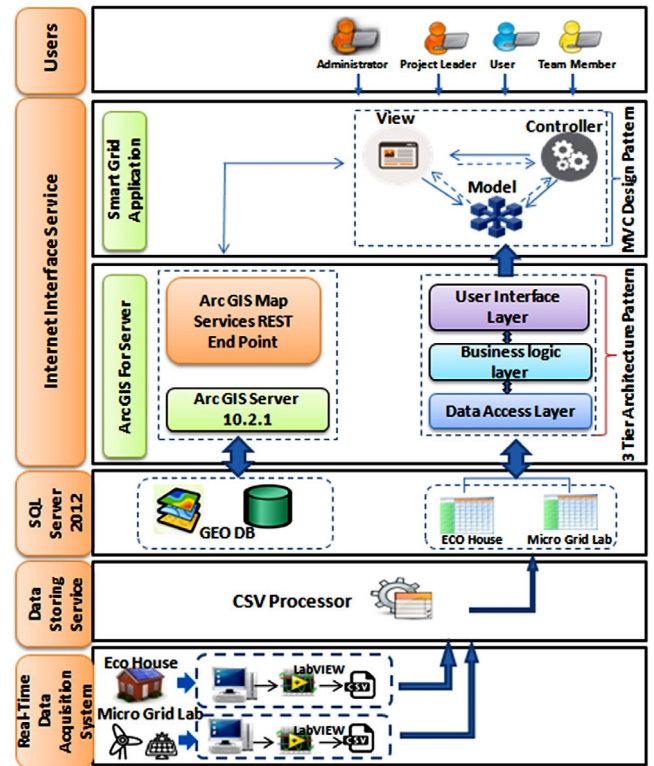 Users
Administrator
Project Leader
User
Team Member
Internet Interface Service
Smart Grid
Application
View
Controller
Model
MVC Design Pattern
ArcGIS For Server
Arc GIS Map
Services REST
End Point
Arc GIS Server
10.2.1
User Interface
Layer
Business logic
layer
Data Access Layer
3 Tier Architecture Pattern
SQL
Server
2012
GEO DB
ECO House
Micro Grid Lab
Data
Storing
Service
CSV Processor
Real-Time
Data
Acquisition
System
Eco House
LabVIEW
CSV
Micro Grid Lab
LabVIEW
CSV